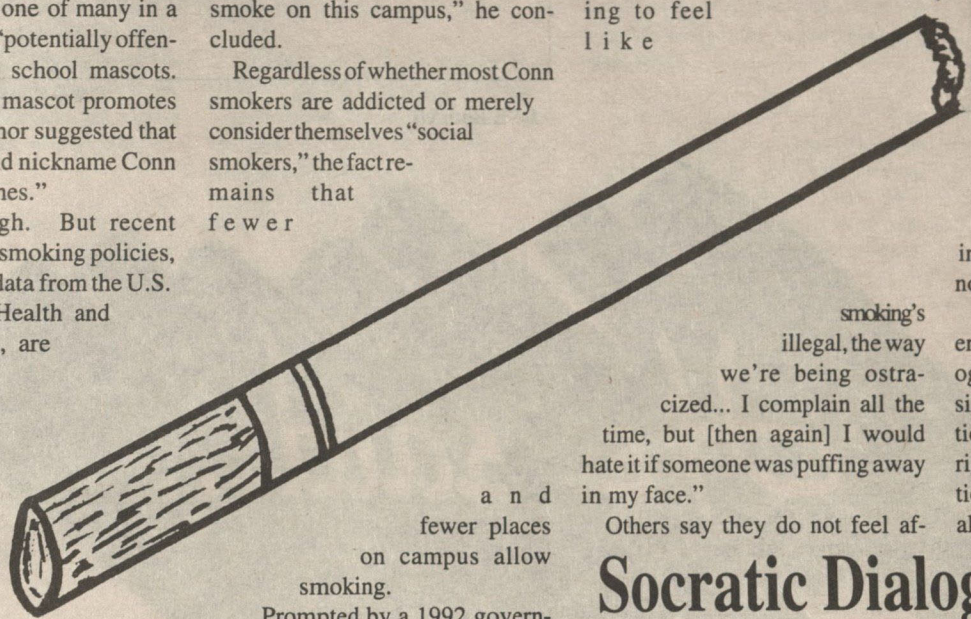 one of many in a
“potentially offen-
school mascots.
mascot promotes
suggested that
nickname Conn
But recent
smoking policies,
from the U.S.
Health and
, are
smoke on this campus,” he con-
cluded.
Regardless of whether most Conn
smokers are addicted or merely
consider themselves “social
smokers,” the fact re-
mains that
fewer
and
fewer places
on campus allow
smoking.
Prompted by a 1992 govern-
ing to feel
like
smoking's
illegal, the way
we're being ostra-
cized... I complain all the
time, but [then again] I would
hate it if someone was puffing away
in my face.”
Others say they do not feel af-
Socratic Dialog